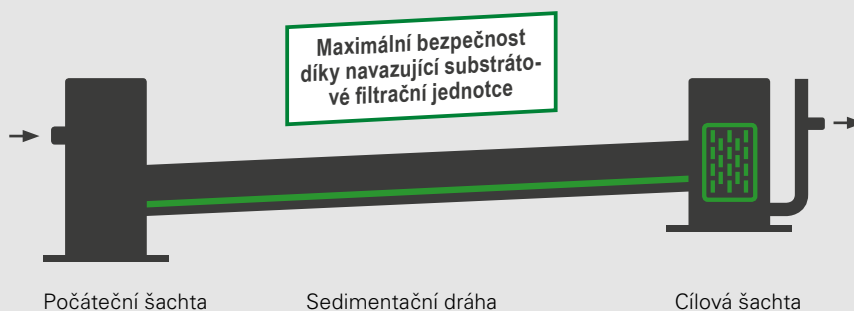 Maximální bezpečnost
díky navazující substráto-
vé filtrační jednotce
Počáteční šachta
Sedimentační dráha
Cílová šachta